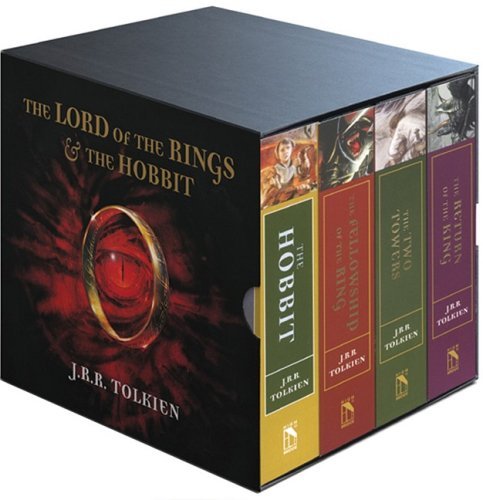 THE LORD OF THE RINGS
& THE HOBBIT
J.R.R. TOLKIEN
THE
HOBBIT
J.R.R.
TOLKIEN
THE FELLOWSHIP
OF THE RING
J.R.R.
TOLKIEN
THE TWO
TOWERS
J.R.R.
TOLKIEN
THE RETURN
OF THE KING
J.R.R.
TOLKIEN